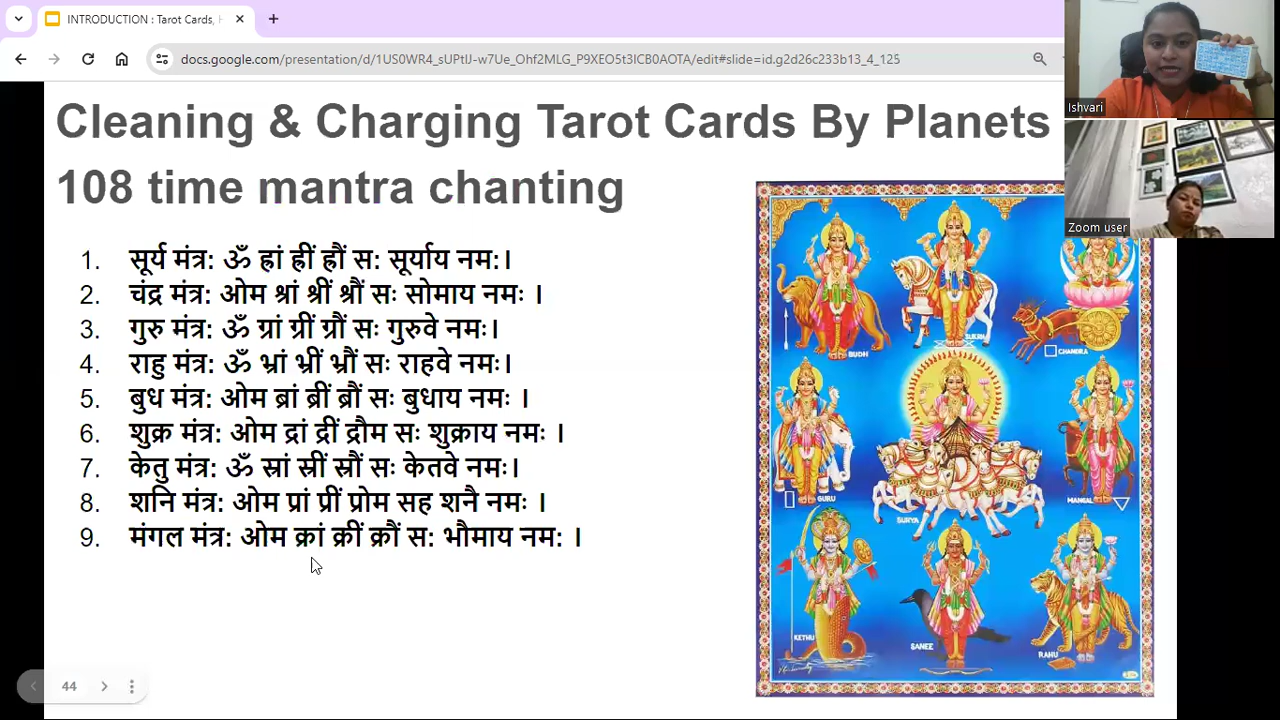 INTRODUCTION : Tarot Cards, H
docs.google.com/presentation/d/1US0WR4_sUPtIJ-w7Ue_Ohf2MLG_P9XEO5t3ICB0AOTA/edit#slide=id.g2d26c233b13_4_125
Ishvari
Zoom user
Cleaning & Charging Tarot Cards By Planets
108 time mantra chanting
1. सूर्य मंत्र: ॐ ह्रां ह्रीं ह्रौं स: सूर्याय नम:।
2. चंद्र मंत्र: ओम श्रां श्रीं श्रौं सः सोमाय नमः ।
3. गुरु मंत्र: ॐ ग्रां ग्रीं ग्रौं सः गुरुवे नमः।
4. राहु मंत्र: ॐ भ्रां भ्रीं भ्रौं सः राहवे नमः।
5. बुध मंत्र: ओम ब्रां ब्रीं ब्रौं सः बुधाय नमः ।
6. शुक्र मंत्र: ओम द्रां द्रीं द्रौम सः शुक्राय नमः ।
7. केतु मंत्र: ॐ स्रां स्रीं स्रौं सः केतवे नमः।
8. शनि मंत्र: ओम प्रां प्रीं प्रोम सह शनै नमः ।
9. मंगल मंत्र: ओम क्रां क्रीं क्रौं स: भौमाय नम: ।
BUDH
SUKRA
CHANDRA
GURU
SURYA
MANGAL
KETHU
SANEE
RAHU
44